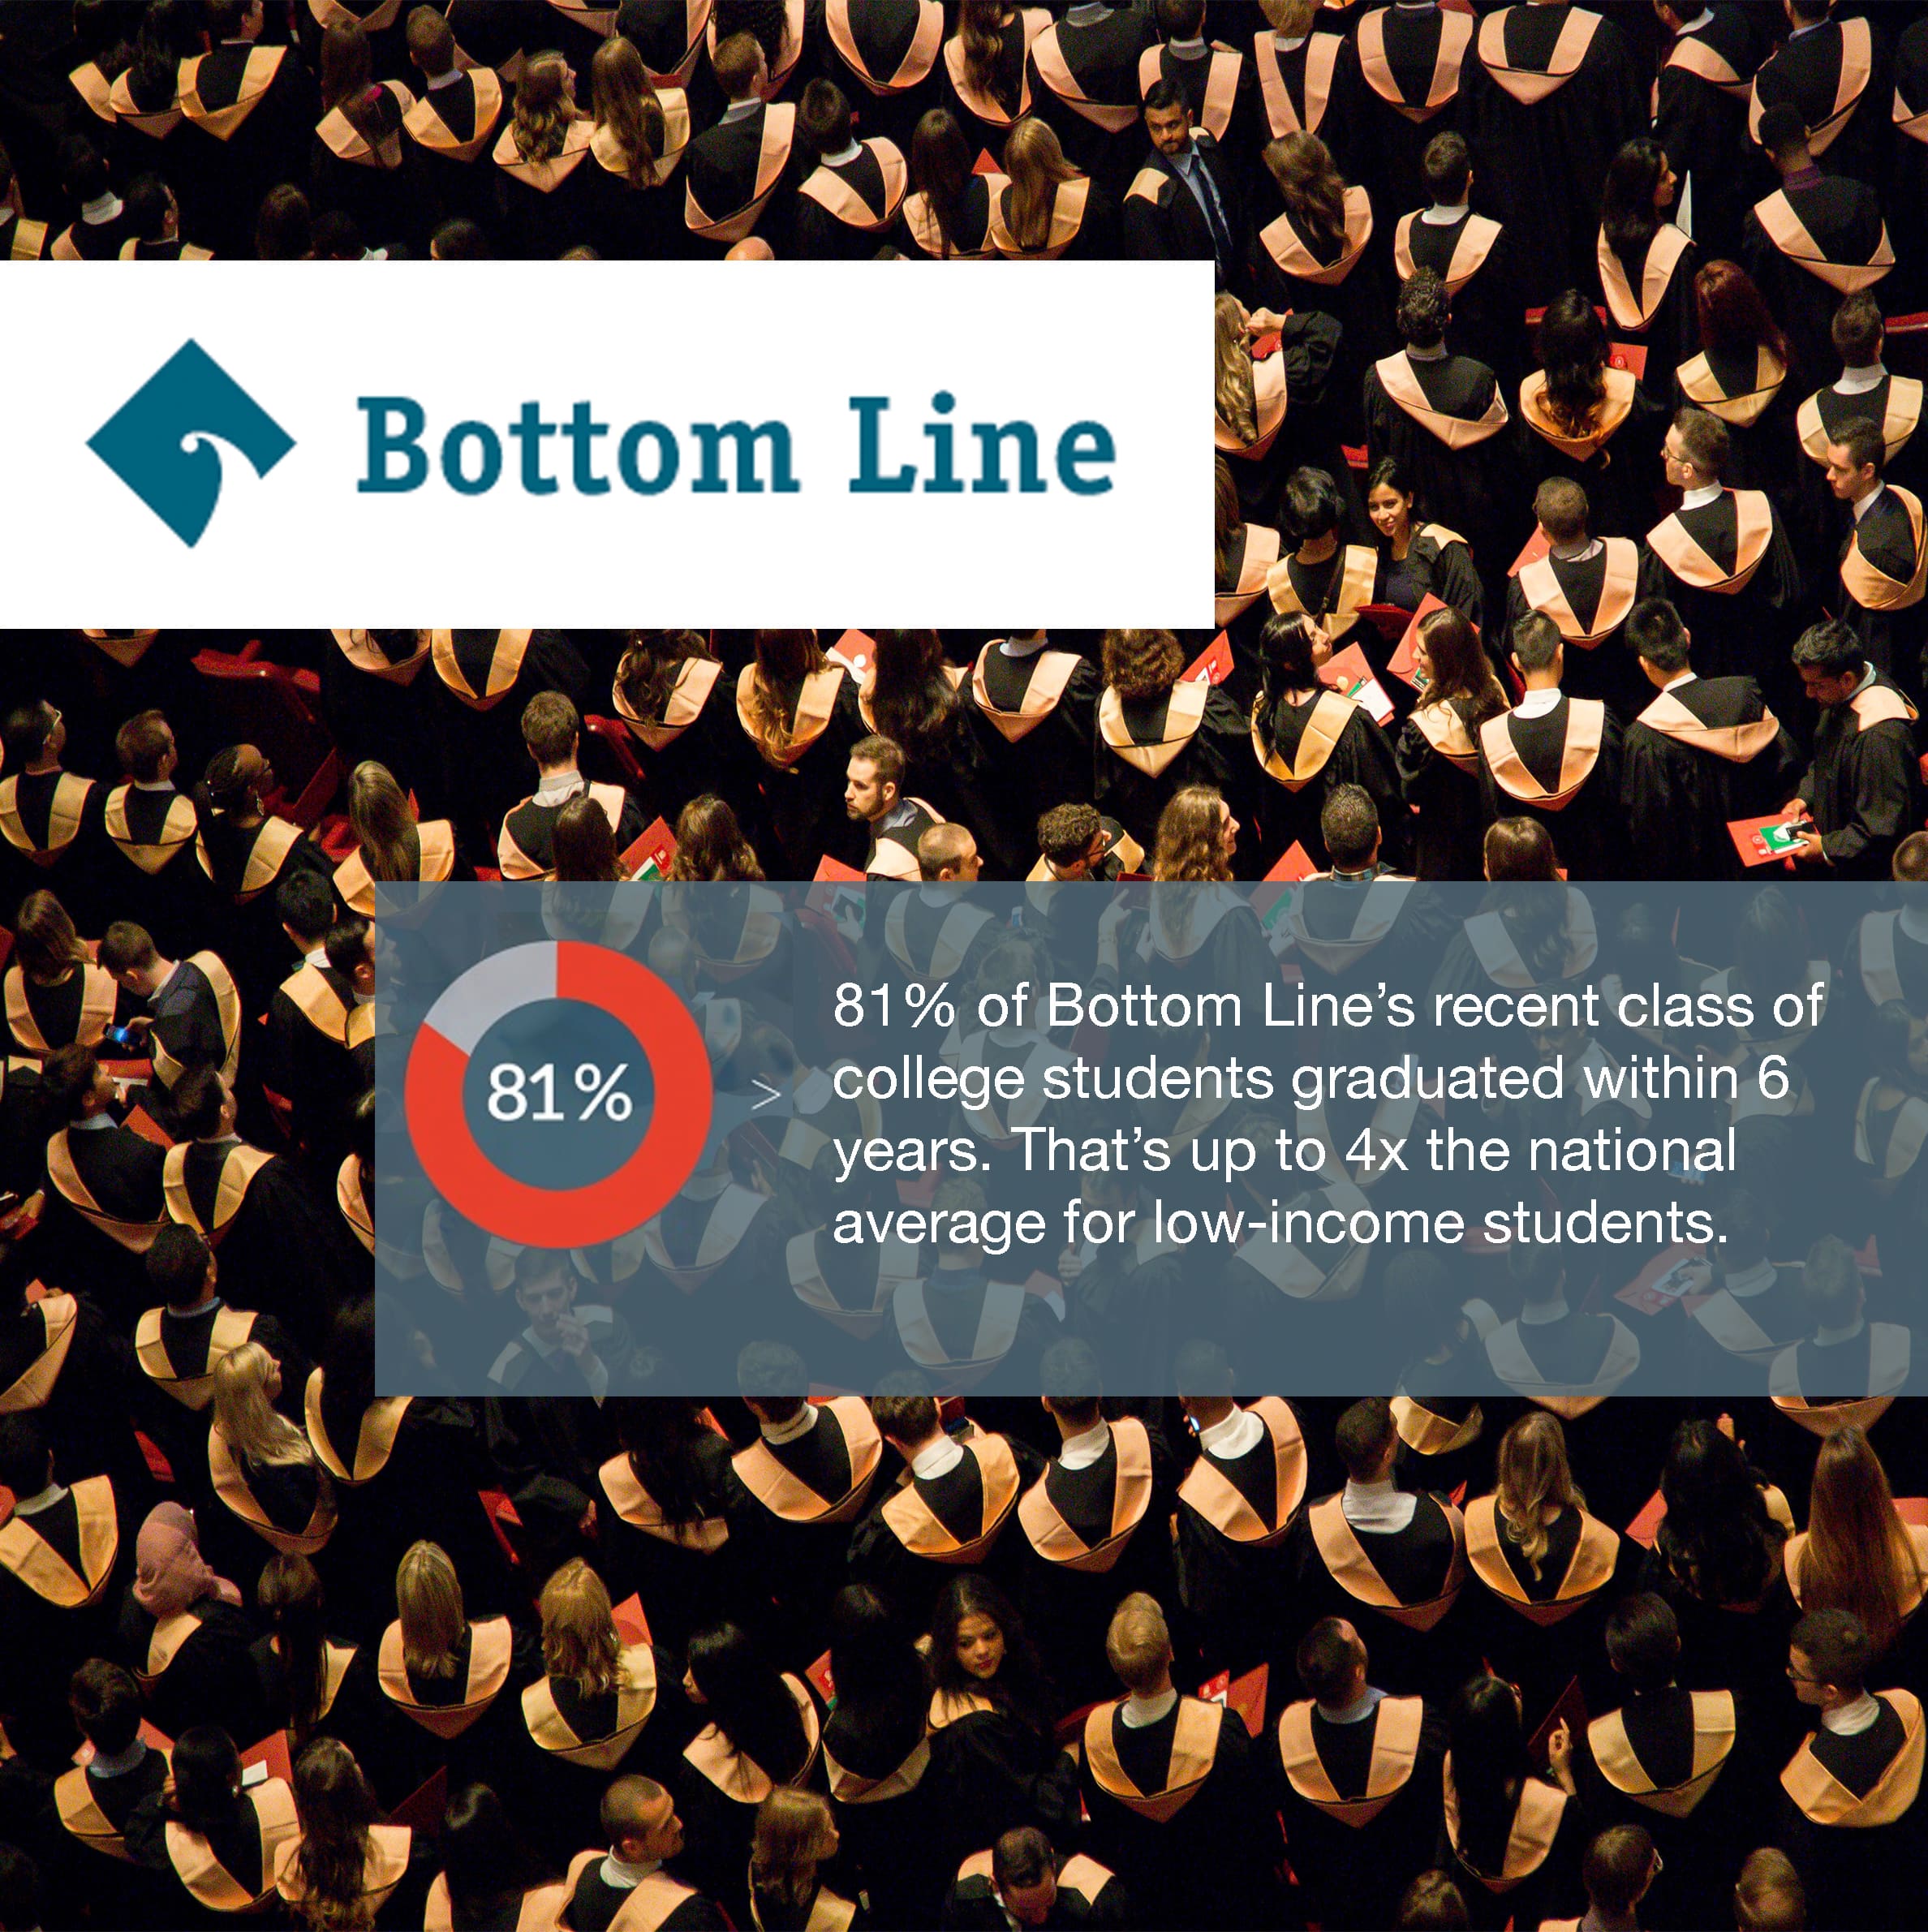 Bottom Line
81%
>
81% of Bottom Line’s recent class of
college students graduated within 6
years. That’s up to 4x the national
average for low-income students.